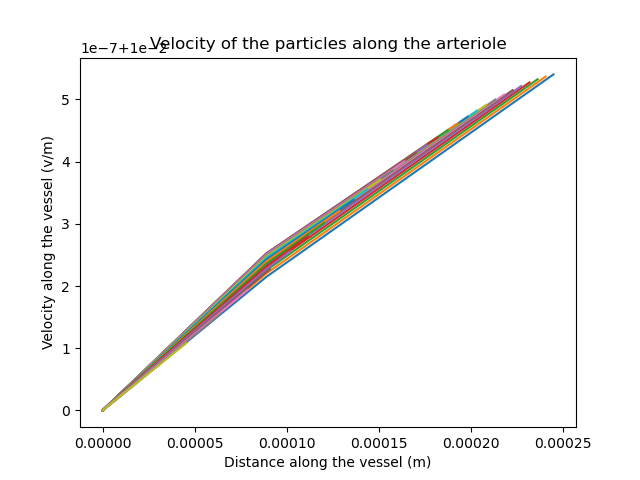 Velocity of the particles along the arteriole
1e−7+1e−2
5
4
3
2
1
0
Velocity along the vessel (v/m)
0.00000 0.00005 0.00010 0.00015 0.00020 0.00025
Distance along the vessel (m)